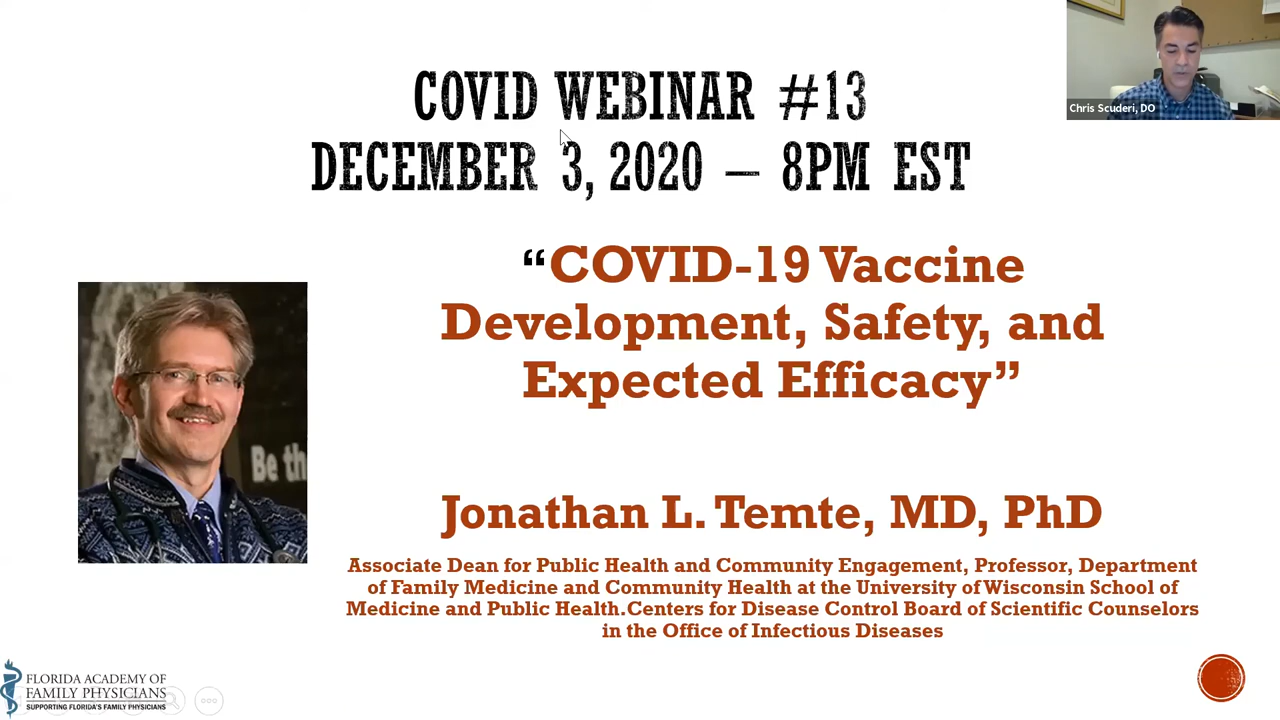 COVID WEBINAR #13
DECEMBER 3, 2020 – 8PM EST
Chris Scuderi, DO
“COVID-19 Vaccine
Development, Safety, and
Expected Efficacy”
Be th
Jonathan L. Temte, MD, PhD
Associate Dean for Public Health and Community Engagement, Professor, Department
of Family Medicine and Community Health at the University of Wisconsin School of
Medicine and Public Health.Centers for Disease Control Board of Scientific Counselors
in the Office of Infectious Diseases
FLORIDA ACADEMY OF
FAMILY PHYSICIANS
SUPPORTING FLORIDA'S FAMILY PHYSICIANS